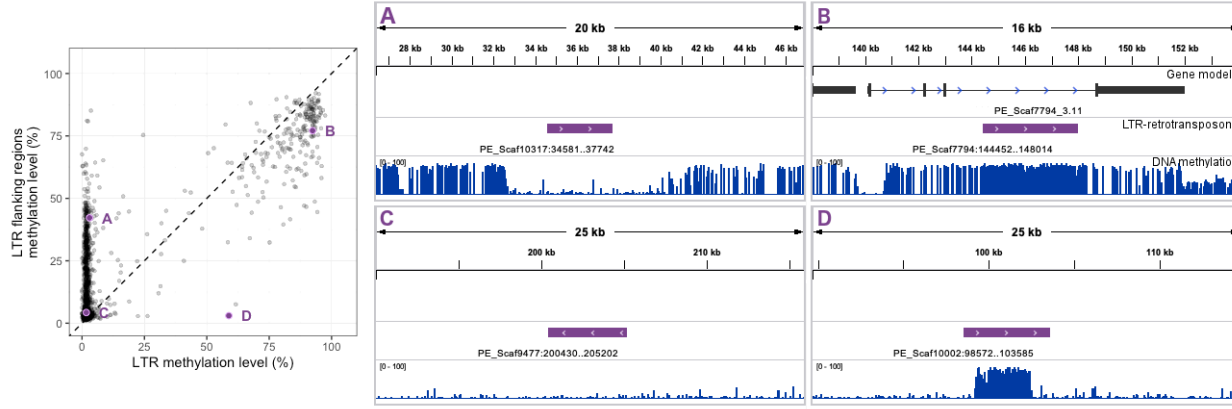 LTR flanking regions
methylation level (%)
100
75
50
25
0
0 25 50 75 100
LTR methylation level (%)
A
B
C
D
A
20 kb
28 kb 30 kb 32 kb 34 kb 36 kb 38 kb 40 kb 42 kb 44 kb 46 kb
PE_Scaf10317:34581..37742
[0 - 100]
B
16 kb
140 kb 142 kb 144 kb 146 kb 148 kb 150 kb 152 kb
Gene model
PE_Scaf7794_3.11
LTR-retrotransposon
PE_Scaf7794:144452..148014
[0 - 100]
DNA methylation
C
25 kb
200 kb 210 kb
PE_Scaf9477:200430..205202
[0 - 100]
D
25 kb
100 kb 110 kb
PE_Scaf10002:98572..103585
[0 - 100]